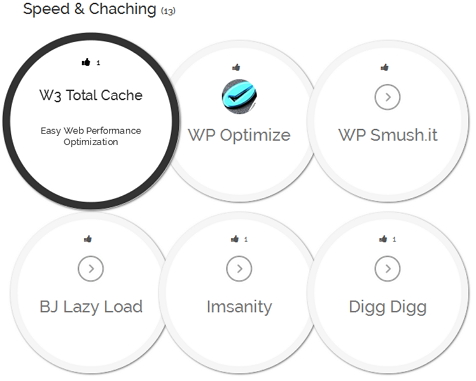 Speed & Chaching (13)
1
W3 Total Cache
Easy Web Performance
Optimization
WP Optimize
WP Smush.it
BJ Lazy Load
1
Imsanity
1
Digg Digg